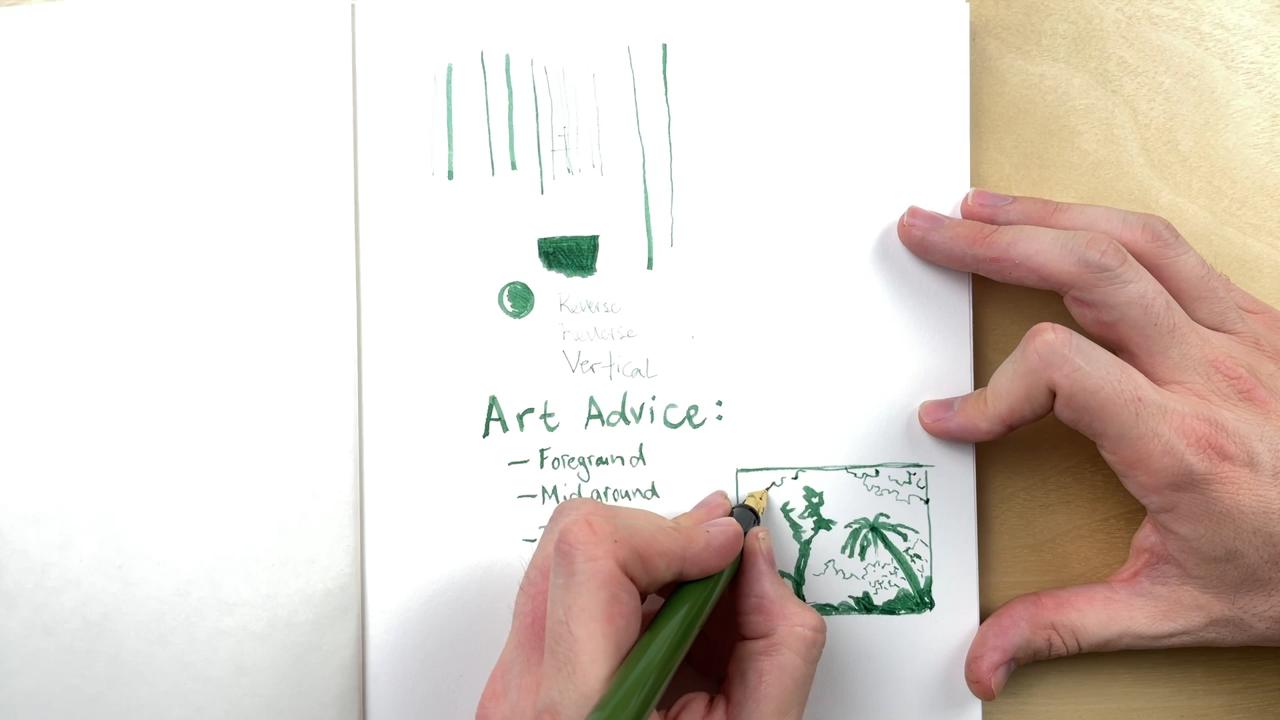 Reverse
Reverse
Vertical
Art Advice:
— Foreground
— Midground
—